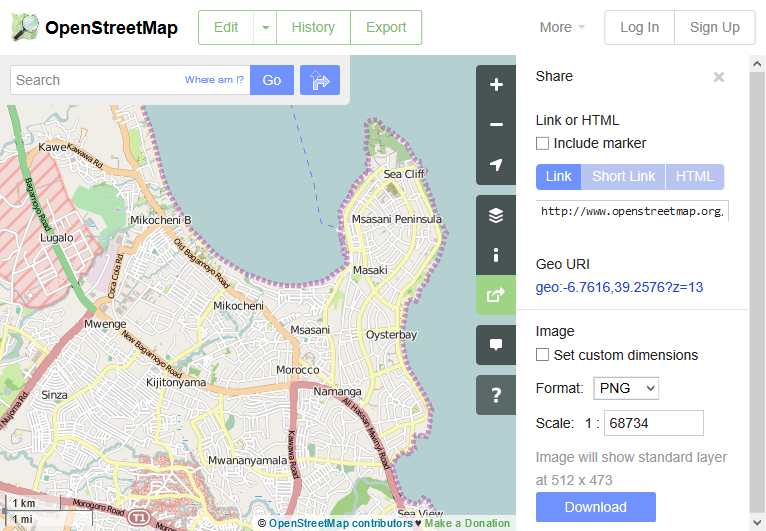 OpenStreetMap
Edit
History
Export
More
Log In
Sign Up
Search
Where am I?
Go
Share
Link or HTML
Include marker
Link
Short Link
HTML
http://www.openstreetmap.org/
Geo URI
geo:-6.7616,39.2576?z=13
Image
Set custom dimensions
Format:
PNG
Scale:
1 :
68734
Image will show standard layer
at 512 x 473
Download
Kawe
Kawawa Rd.
Bagamoyo Road
Sea Cliff
Mikocheni B
Msasani Peninsula
Lugalo
Old Bagamoyo Road
Coca Cola Rd.
Masaki
Mikocheni
Mwenge
Msasani
Oysterbay
New Bagamoyo Road
Morocco
Kijitonyama
Namanga
Sinza
Ali Hassan Mwinyi Road
Nujoma Rd.
Kawawa Road
Mwananyamala
Morogoro Road
T1
Sea View
1 km
1 mi
© OpenStreetMap contributors ♥ Make a Donation
i
?